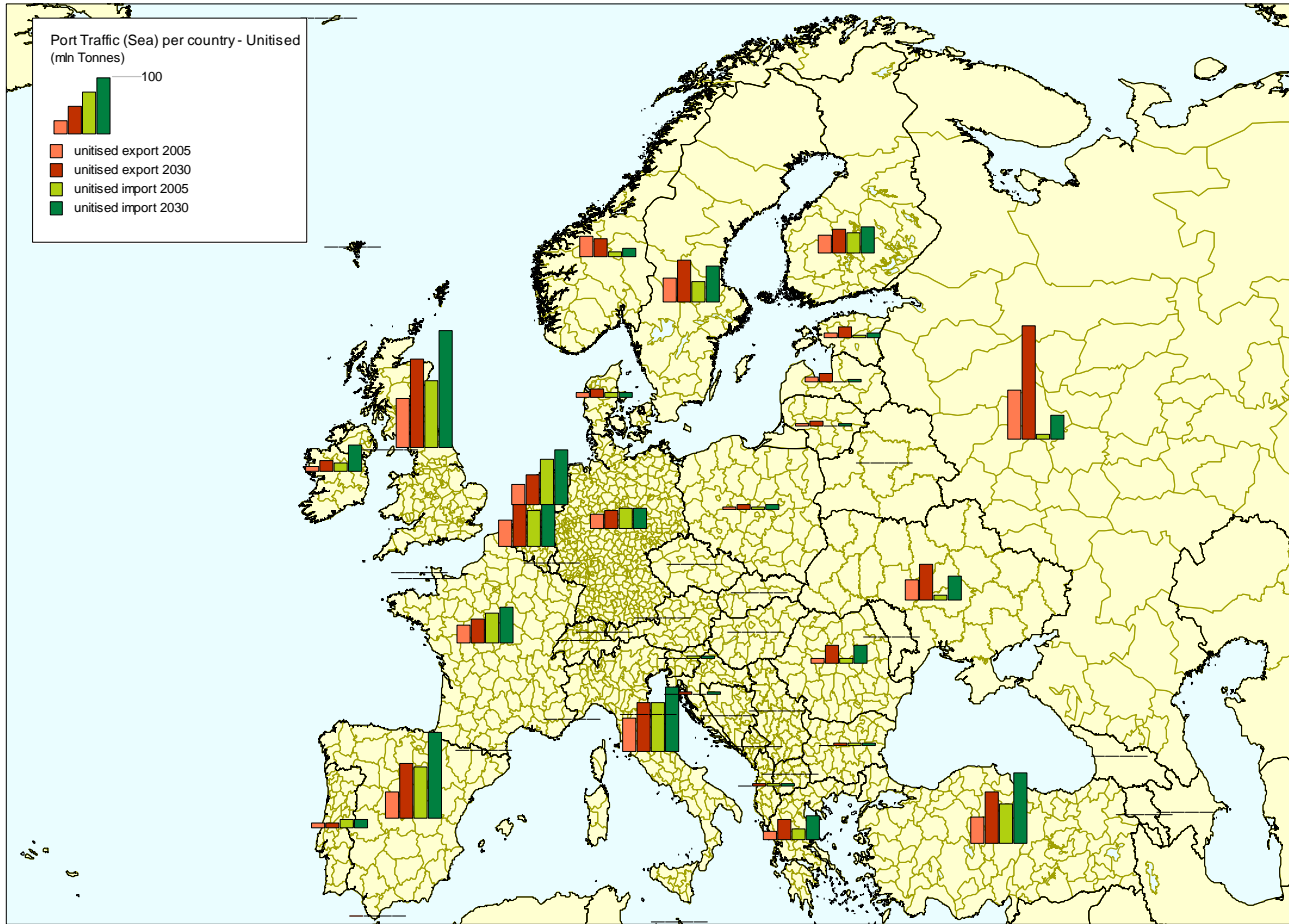 Port Traffic (Sea) per country - Unitised
(mln Tonnes)
100
unitised export 2005
unitised export 2030
unitised import 2005
unitised import 2030